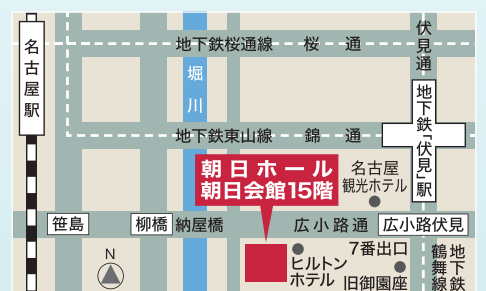 名古屋駅
地下鉄桜通線 桜 通
伏見通
堀川
地下鉄東山線 錦 通
地下鉄「伏見」駅
朝日ホール
朝日会館15階
名古屋
観光ホテル
笹島
柳橋
納屋橋
広小路通
広小路伏見
N
ヒルトン
ホテル
7番出口
旧御園座
地下鉄
鶴舞線